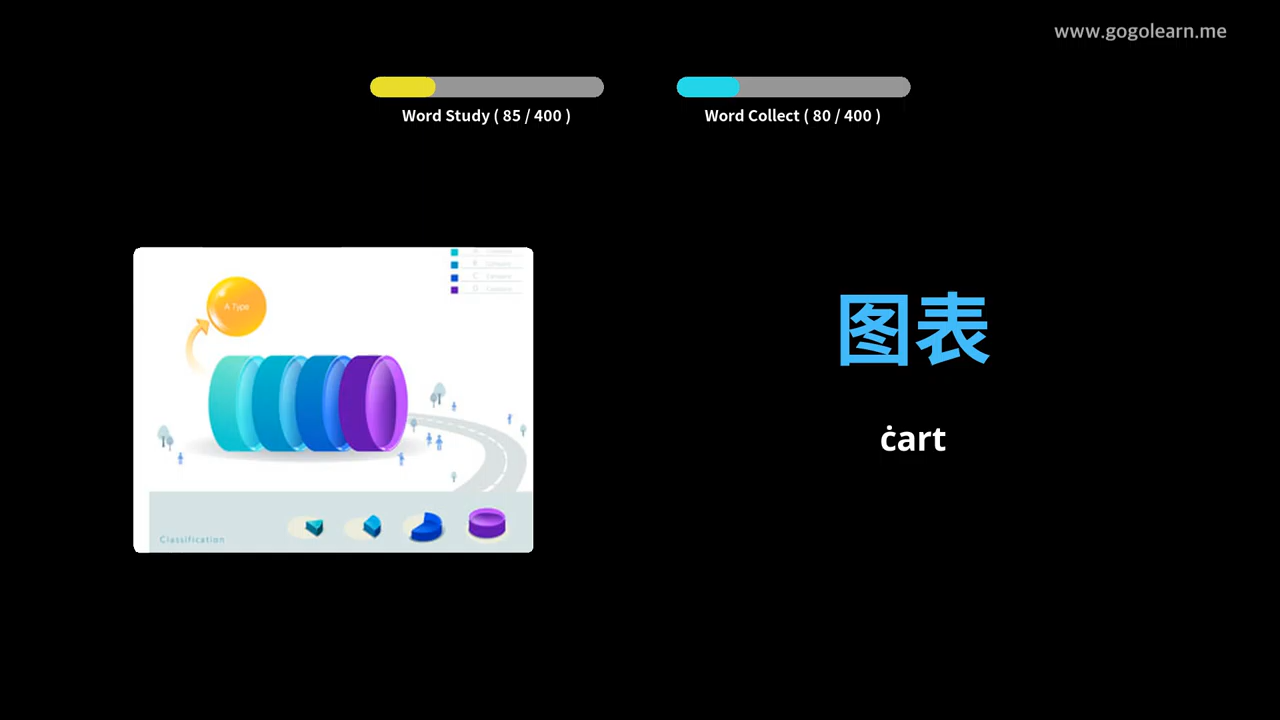 www.gogolearn.me
Word Study ( 85 / 400 )
Word Collect ( 80 / 400 )
A Type
B
C
D
图表
ċart
Classification